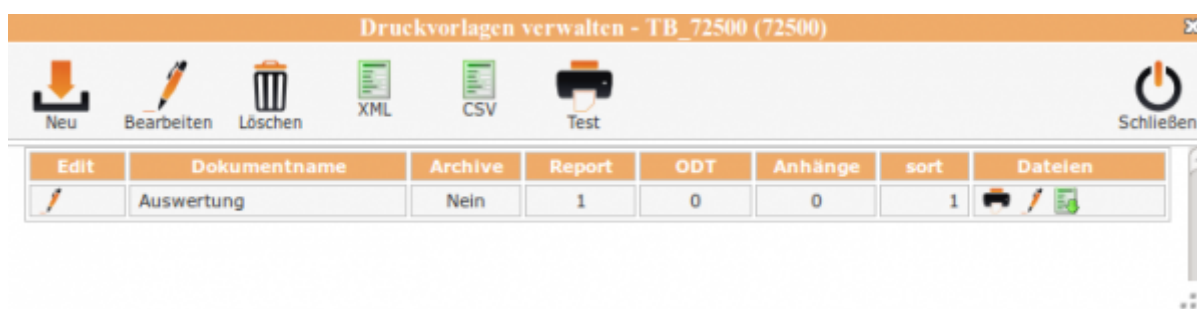 Druckvorlagen verwalten - TB_72500 (72500)
Neu Bearbeiten Löschen XML CSV Test Schließen
Edit Dokumentname Archive Report ODT Anhänge sort Dateien
Auswertung Nein 1 0 0 1